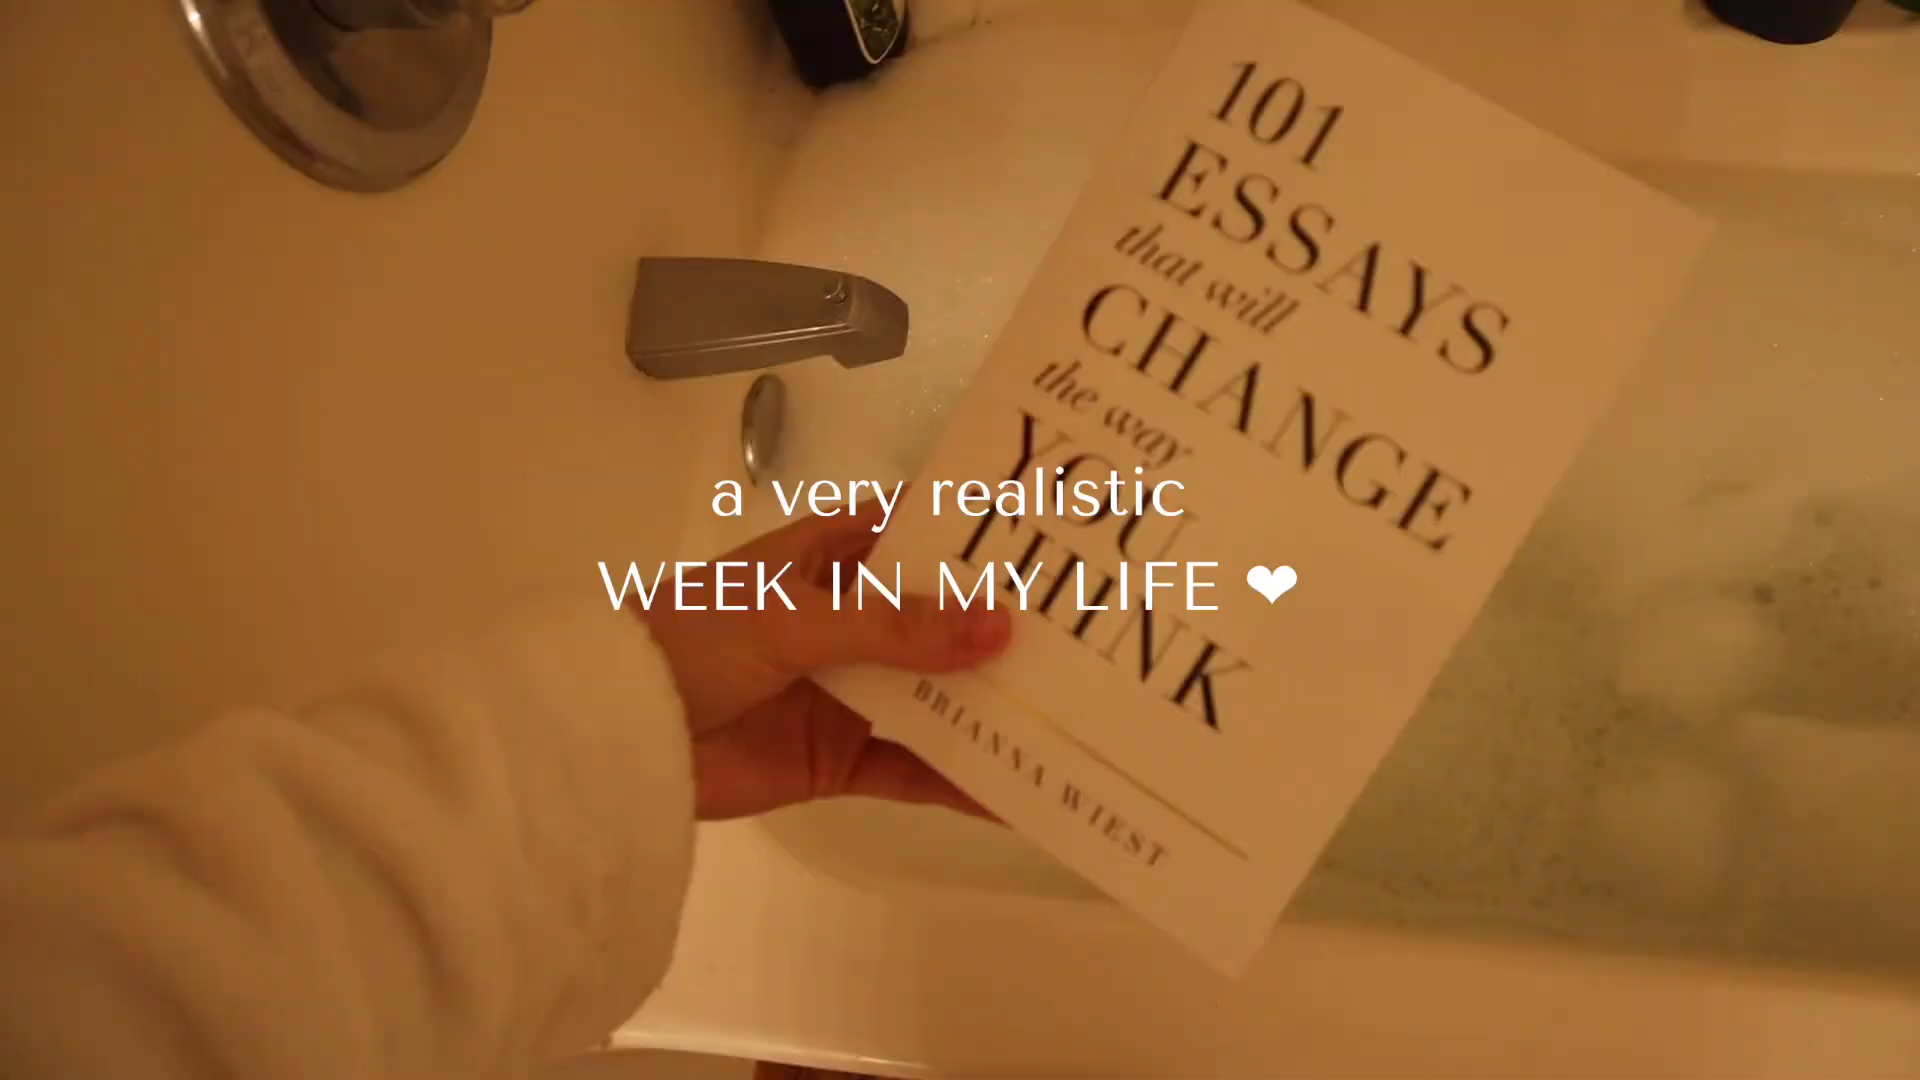 101
ESSAYS
that will
CHANGE
the way
YOU
THINK
BRIANNA WIEST
a very realistic
WEEK IN MY LIFE ❤